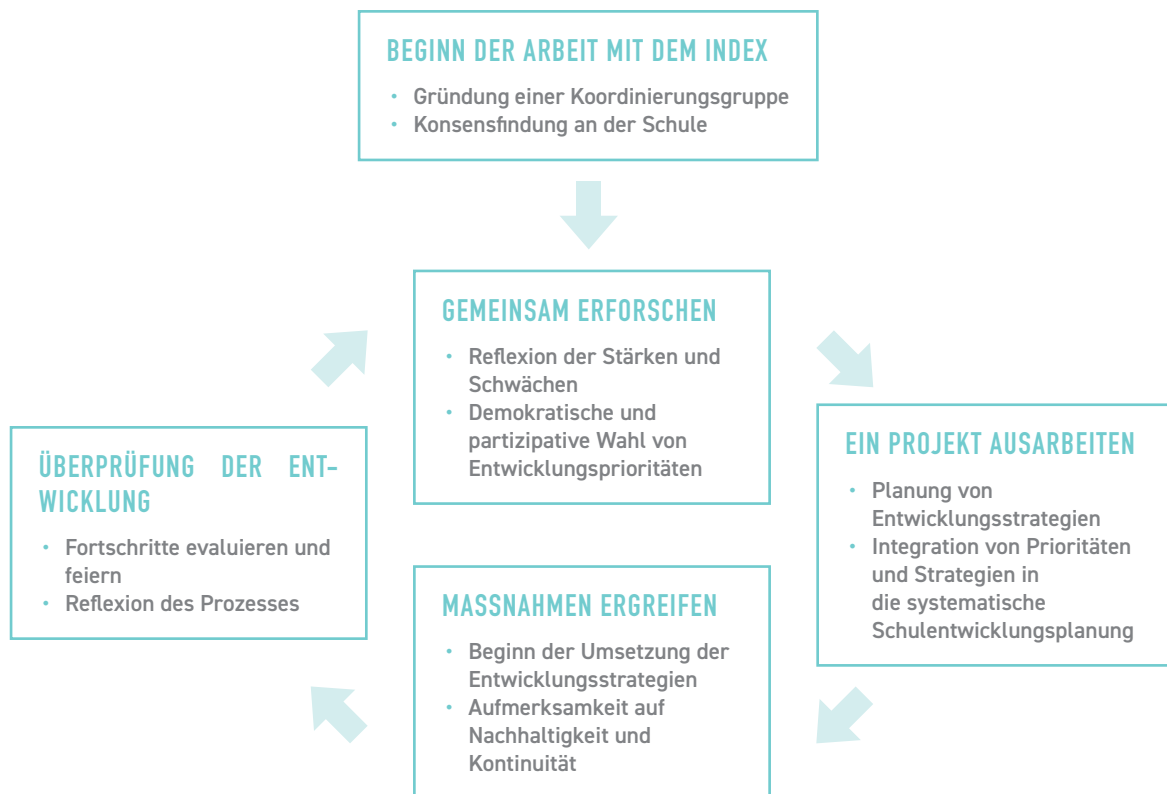 BEGINN DER ARBEIT MIT DEM INDEX
• Gründung einer Koordinierungsgruppe
• Konsensfindung an der Schule
GEMEINSAM ERFORSCHEN
• Reflexion der Stärken und
Schwächen
• Demokratische und
partizipative Wahl von
Entwicklungsprioritäten
EIN PROJEKT AUSARBEITEN
• Planung von
Entwicklungsstrategien
• Integration von Prioritäten
und Strategien in
die systematische
Schulentwicklungsplanung
MASSNAHMEN ERGREIFEN
• Beginn der Umsetzung der
Entwicklungsstrategien
• Aufmerksamkeit auf
Nachhaltigkeit und
Kontinuität
ÜBERPRÜFUNG DER ENT-
WICKLUNG
• Fortschritte evaluieren und
feiern
• Reflexion des Prozesses